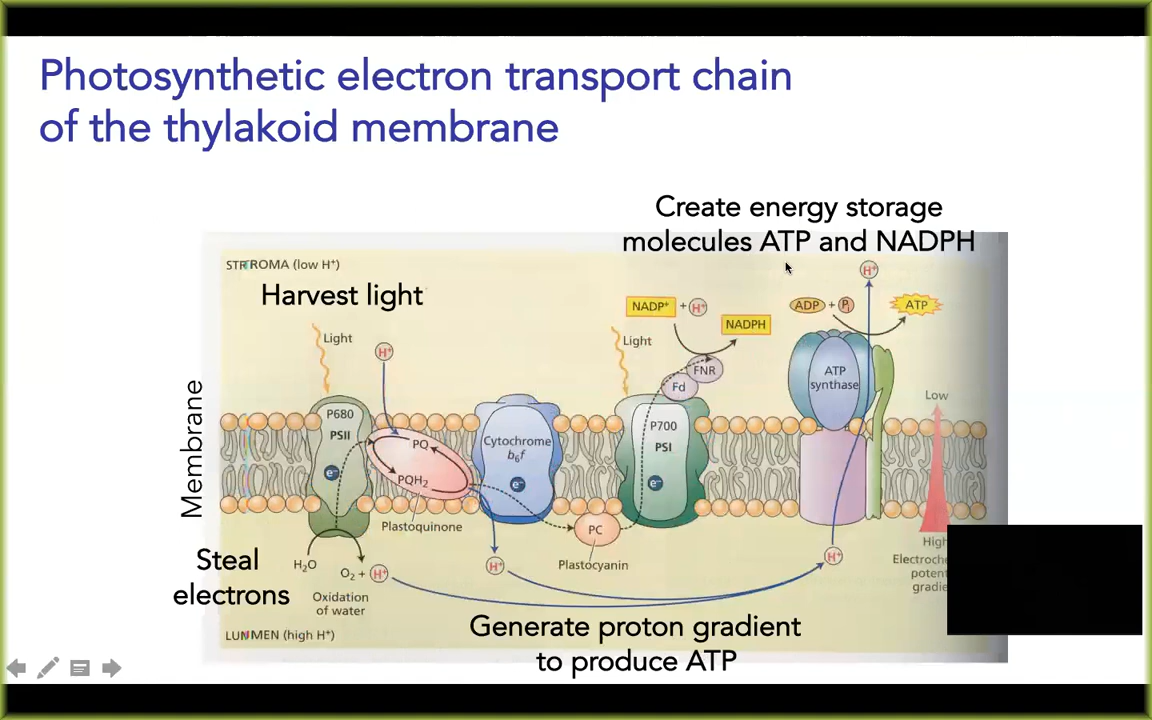 Photosynthetic electron transport chain
of the thylakoid membrane
Create energy storage
molecules ATP and NADPH
STROMA (low H⁺)
Harvest light
H⁺
NADP⁺ + H⁺
ADP + Pᵢ
ATP
NADPH
Light
Light
H⁺
FNR
Fd
ATP
synthase
Low
Membrane
P680
PSII
PQ
Cytochrome
b₆f
P700
PSI
e⁻
PQH₂
e⁻
e⁻
Plastoquinone
PC
Steal
electrons
H₂O
O₂ + H⁺
H⁺
Plastocyanin
H⁺
High
Oxidation
of water
Generate proton gradient
to produce ATP
LUMEN (high H⁺)